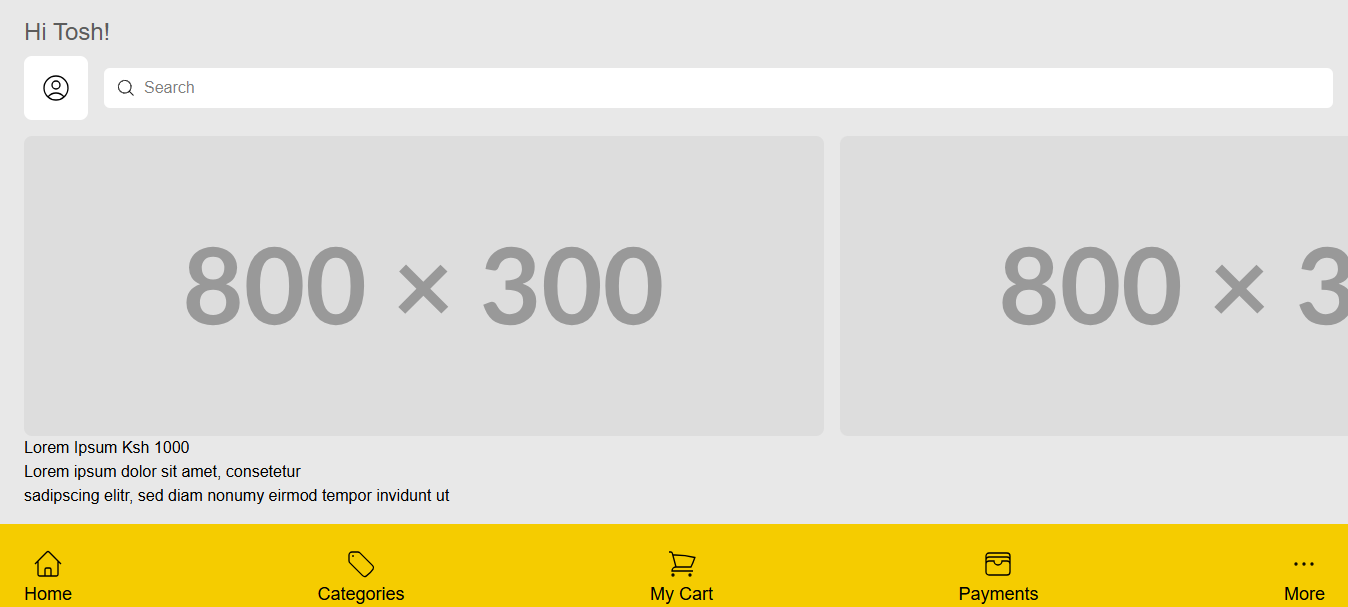 Hi Tosh!
Search
800 × 300
800 × 3
Lorem Ipsum Ksh 1000
Lorem ipsum dolor sit amet, consetetur
sadipscing elitr, sed diam nonumy eirmod tempor invidunt ut
Home
Categories
My Cart
Payments
More